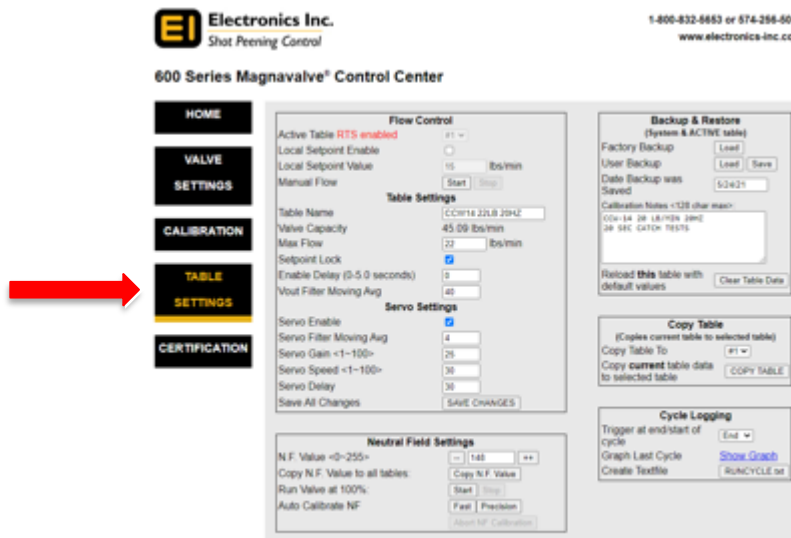 EI Electronics Inc.
Shot Peening Control
1-800-832-5653 or 574-256-50
www.electronics-inc.co
600 Series Magnavalve® Control Center
HOME
VALVE
SETTINGS
CALIBRATION
TABLE
SETTINGS
CERTIFICATION
Flow Control
Active Table RTS enabled #1
Local Setpoint Enable
Local Setpoint Value 15 lbs/min
Manual Flow Start Stop
Table Settings
Table Name CCW14 22LB 20HZ
Valve Capacity 45.09 lbs/min
Max Flow 22 lbs/min
Setpoint Lock
Enable Delay (0-5.0 seconds) 0
Vout Filter Moving Avg 40
Servo Settings
Servo Enable
Servo Filter Moving Avg 4
Servo Gain <1~100> 25
Servo Speed <1~100> 30
Servo Delay 30
Save All Changes SAVE CHANGES
Neutral Field Settings
N.F. Value <0~255> -- 148 ++
Copy N.F. Value to all tables: Copy N.F. Value
Run Valve at 100%: Start Stop
Auto Calibrate NF Fast Precision
Abort NF Calibration
Backup & Restore
(System & ACTIVE table)
Factory Backup Load
User Backup Load Save
Date Backup was
Saved 5/24/21
Calibration Notes <128 char max>:
CCW-14 20 LB/MIN 20HZ
20 SEC CATCH TESTS
Reload this table with
default values Clear Table Data
Copy Table
(Copies current table to selected table)
Copy Table To #1
Copy current table data
to selected table COPY TABLE
Cycle Logging
Trigger at end/start of
cycle End
Graph Last Cycle Show Graph
Create Textfile RUNCYCLE.txt